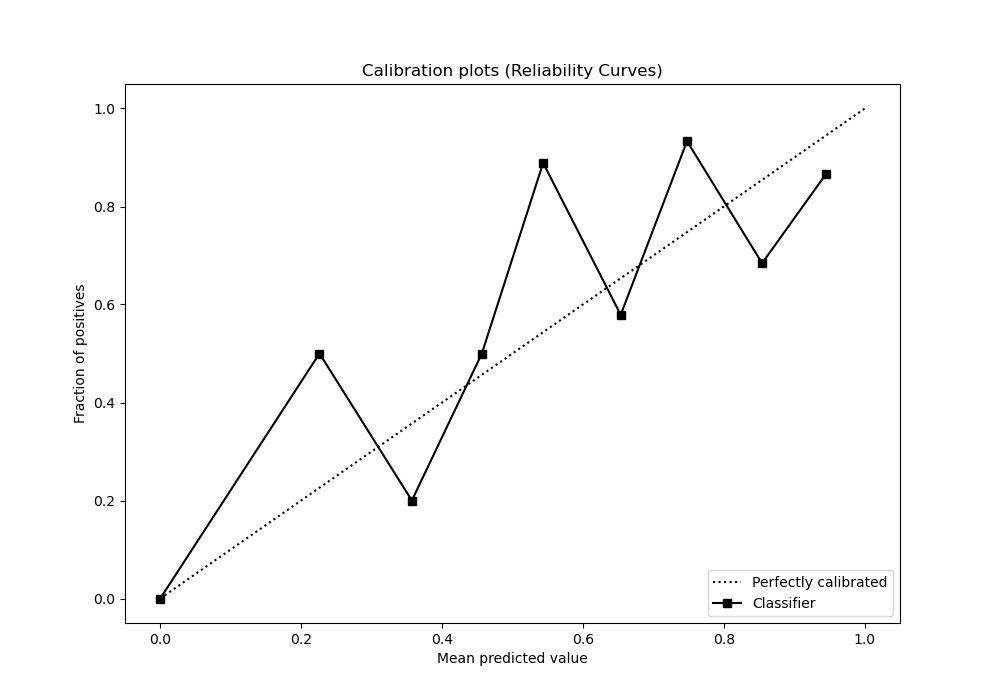 Calibration plots (Reliability Curves)
1.0
0.8
0.6
0.4
0.2
0.0
Fraction of positives
0.0 0.2 0.4 0.6 0.8 1.0
Mean predicted value
Perfectly calibrated
Classifier